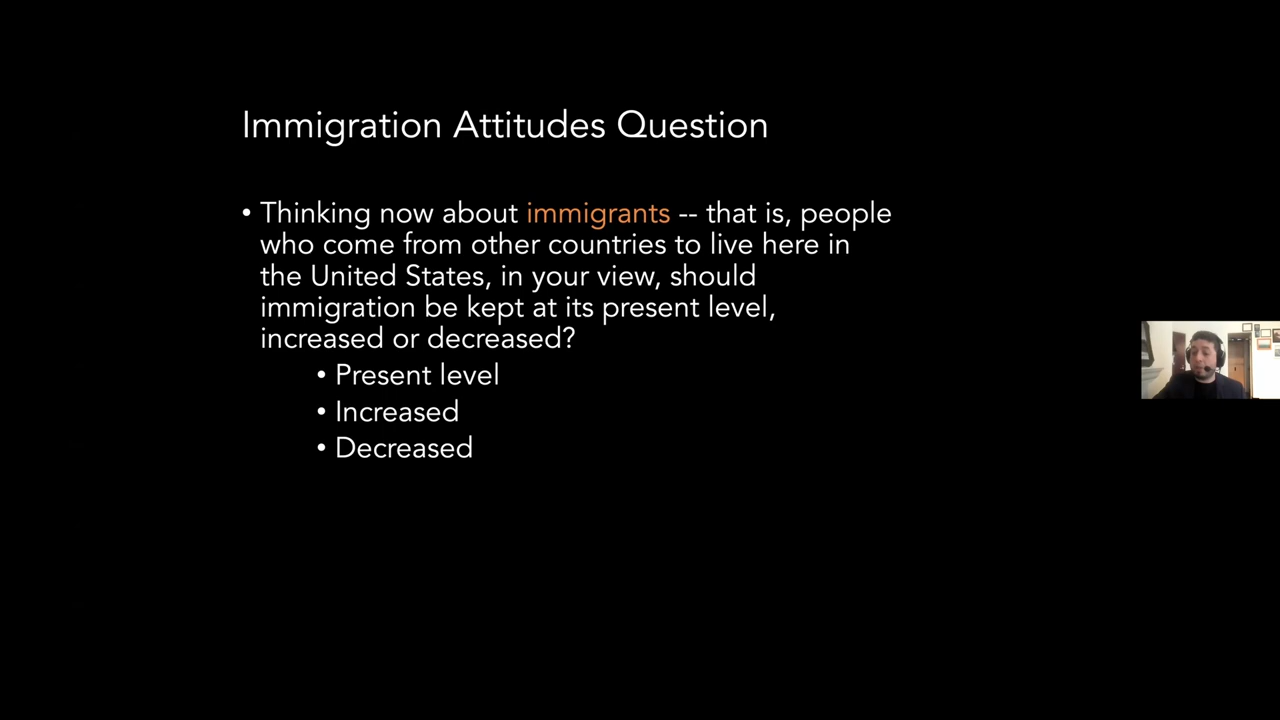 Immigration Attitudes Question
• Thinking now about immigrants -- that is, people
who come from other countries to live here in
the United States, in your view, should
immigration be kept at its present level,
increased or decreased?
• Present level
• Increased
• Decreased